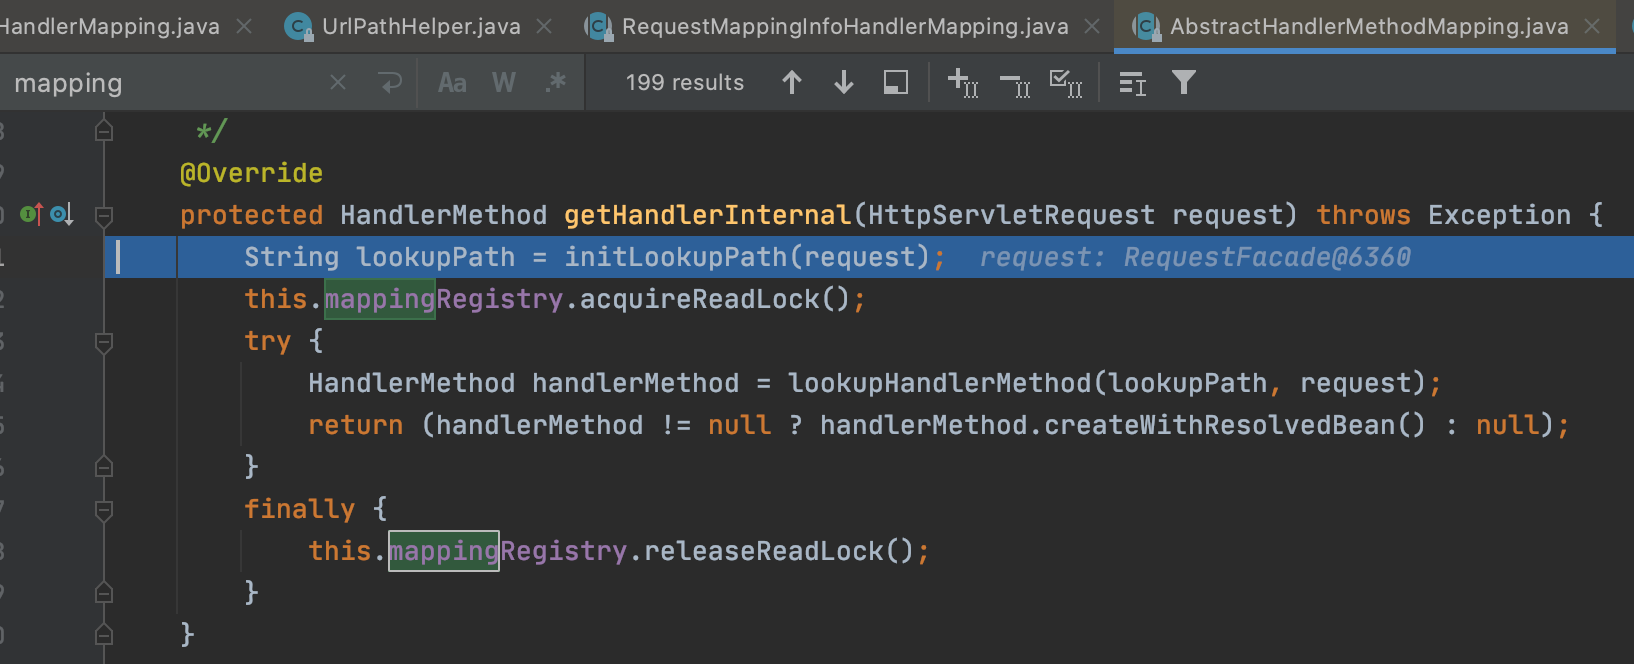 HandlerMapping.java UrlPathHelper.java RequestMappingInfoHandlerMapping.java AbstractHandlerMethodMapping.java
mapping Aa W .* 199 results
*/
@Override
protected HandlerMethod getHandlerInternal(HttpServletRequest request) throws Exception {
String lookupPath = initLookupPath(request); request: RequestFacade@6360
this.mappingRegistry.acquireReadLock();
try {
HandlerMethod handlerMethod = lookupHandlerMethod(lookupPath, request);
return (handlerMethod != null ? handlerMethod.createWithResolvedBean() : null);
}
finally {
this.mappingRegistry.releaseReadLock();
}
}